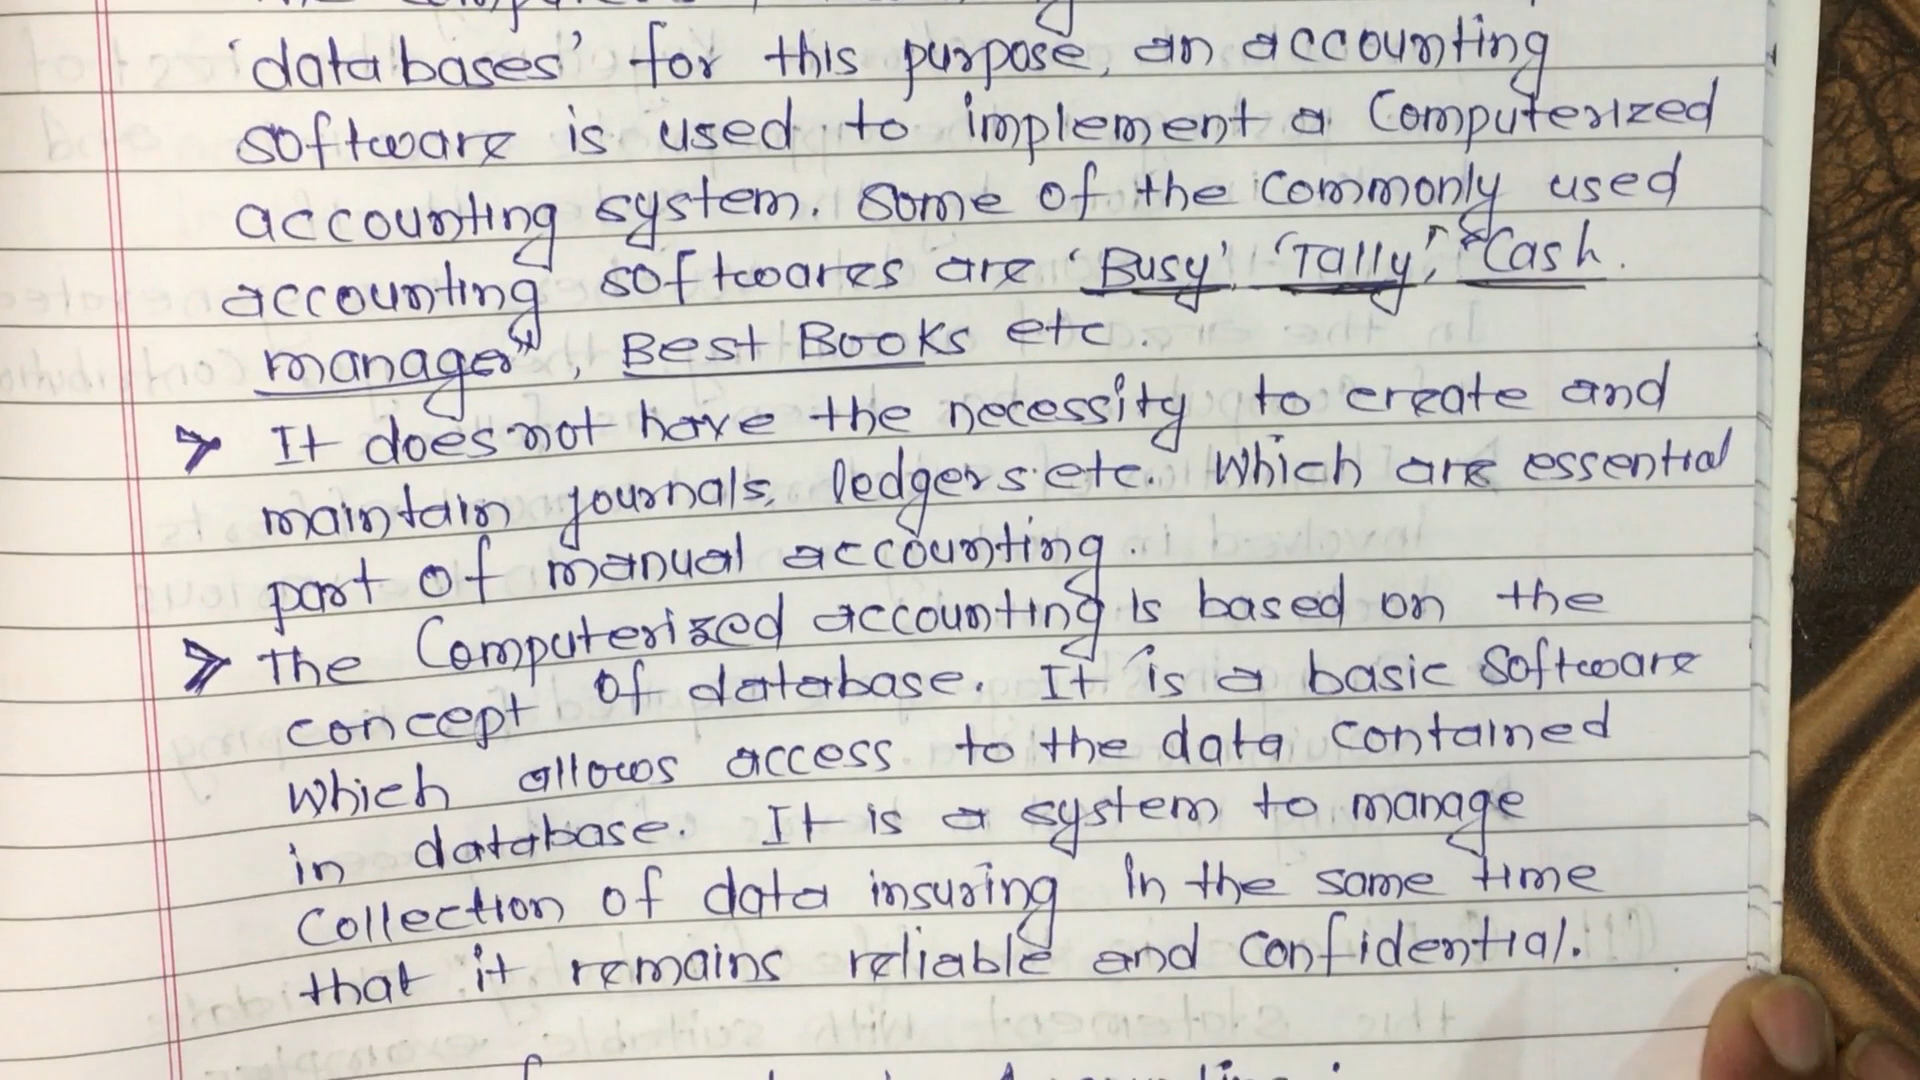 'databases' for this purpose, an accounting
software is used to implement a Computerized
accounting system. Some of the commonly used
accounting softwares are 'Busy' 'Tally', "Cash
manager", Best Books etc.
> It does not have the necessity to create and
maintain journals, ledgers etc. Which are essential
part of manual accounting.
> The Computerized accounting is based on the
concept of database. It is a basic Software
which allows access to the data contained
in database. It is a system to manage
Collection of data insuring in the same time
that it remains reliable and Confidential.